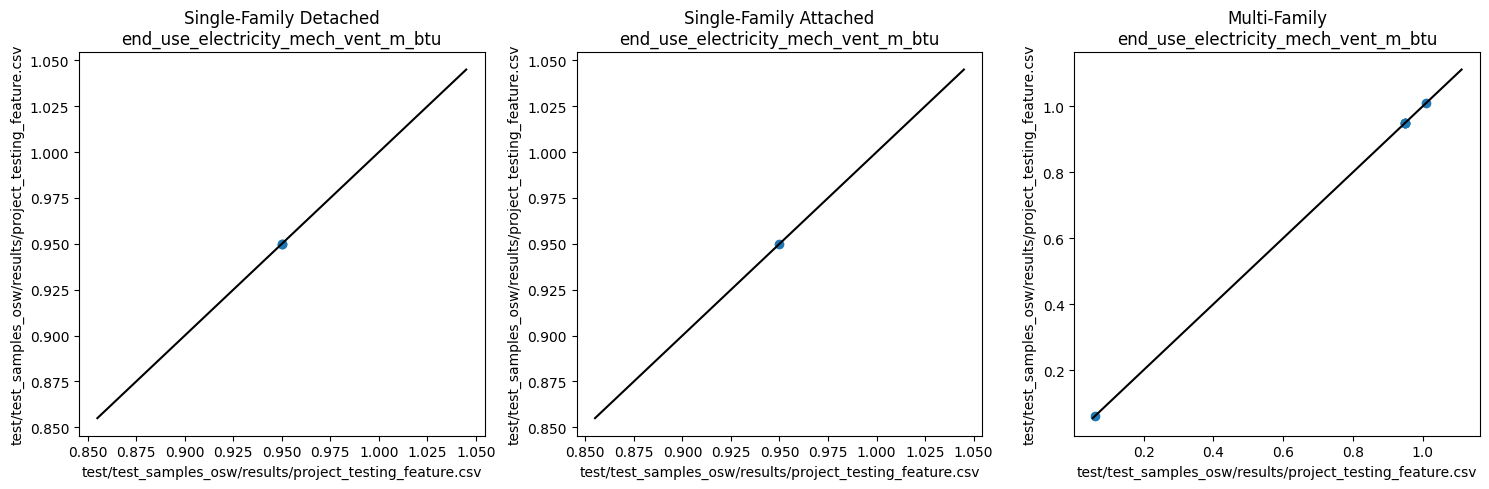 Single-Family Detached
end_use_electricity_mech_vent_m_btu
test/test_samples_osw/results/project_testing_feature.csv
1.050
1.025
1.000
0.975
0.950
0.925
0.900
0.875
0.850
0.850 0.875 0.900 0.925 0.950 0.975 1.000 1.025 1.050
test/test_samples_osw/results/project_testing_feature.csv
Single-Family Attached
end_use_electricity_mech_vent_m_btu
test/test_samples_osw/results/project_testing_feature.csv
1.050
1.025
1.000
0.975
0.950
0.925
0.900
0.875
0.850
0.850 0.875 0.900 0.925 0.950 0.975 1.000 1.025 1.050
test/test_samples_osw/results/project_testing_feature.csv
Multi-Family
end_use_electricity_mech_vent_m_btu
test/test_samples_osw/results/project_testing_feature.csv
1.0
0.8
0.6
0.4
0.2
0.2 0.4 0.6 0.8 1.0
test/test_samples_osw/results/project_testing_feature.csv